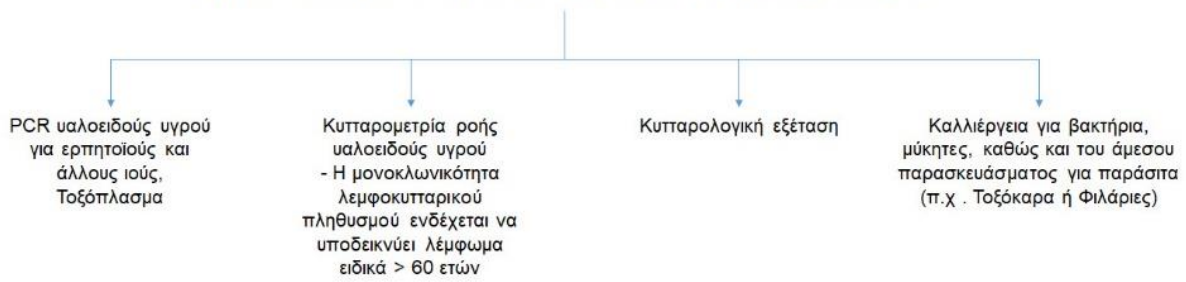 PCR υαλοειδούς υγρού
για ερπητοϊούς και
άλλους ιούς,
Τοξόπλασμα
Κυτταρομετρία ροής
υαλοειδούς υγρού
- Η μονοκλωνικότητα
λεμφοκυτταρικού
πληθυσμού ενδέχεται να
υποδεικνύει λέμφωμα
ειδικά > 60 ετών
Κυτταρολογική εξέταση
Καλλιέργεια για βακτήρια,
μύκητες, καθώς και του άμεσου
παρασκευάσματος για παράσιτα
(π.χ . Τοξόκαρα ή Φιλάριες)